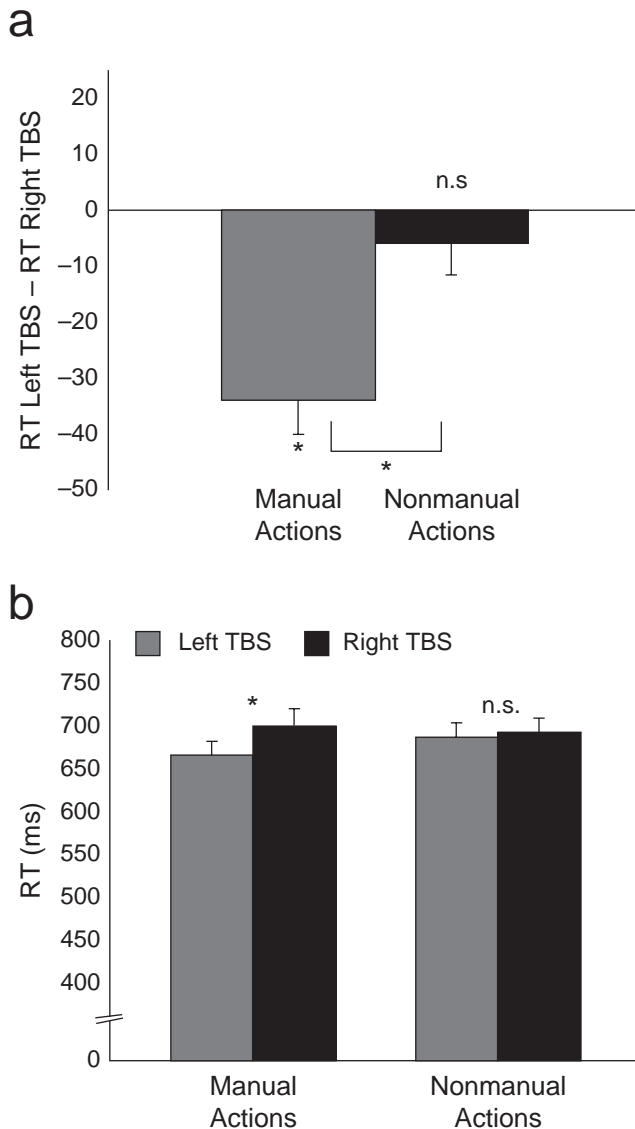 a
RT Left TBS – RT Right TBS
20
10
0
–10
–20
–30
–40
–50
n.s
*
*
Manual Actions
Nonmanual Actions
b
RT (ms)
800
750
700
650
600
550
500
450
400
0
Left TBS
Right TBS
*
n.s.
Manual Actions
Nonmanual Actions